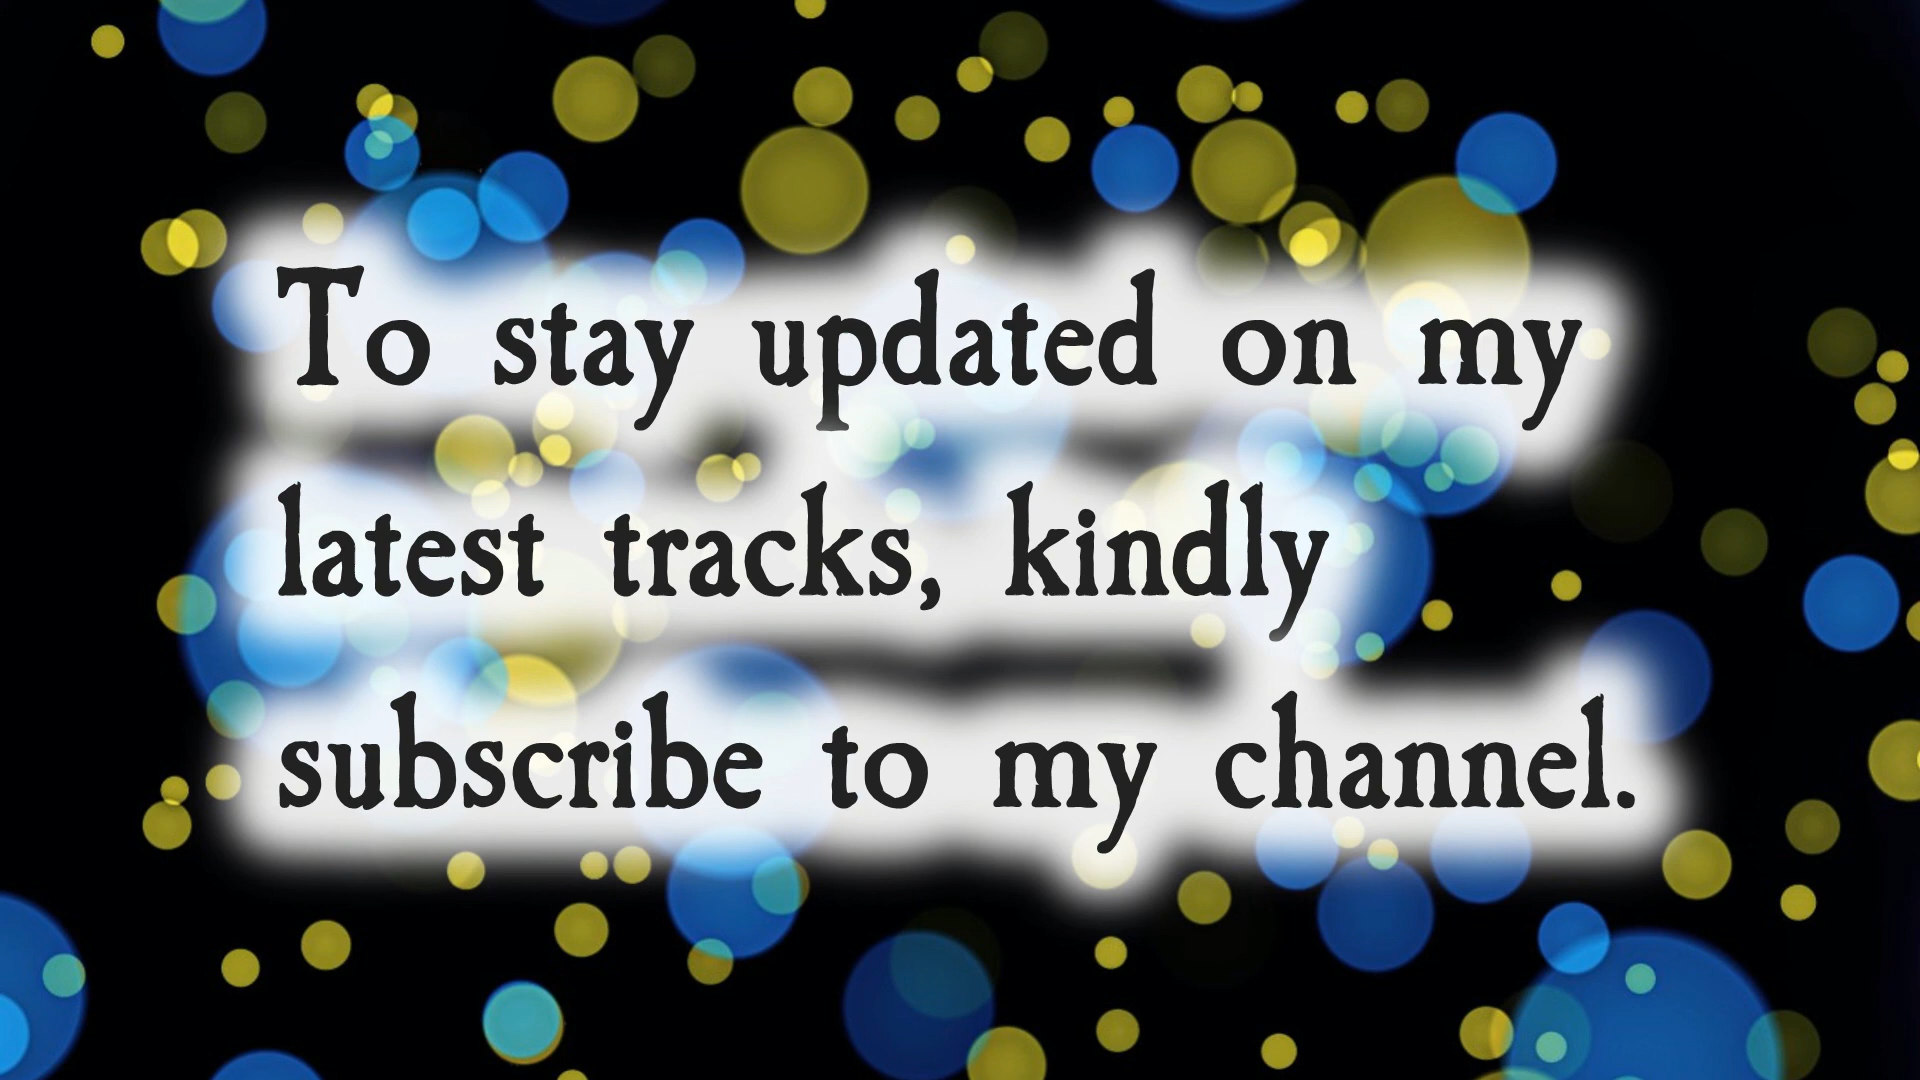 To stay updated on my
latest tracks, kindly
subscribe to my channel.